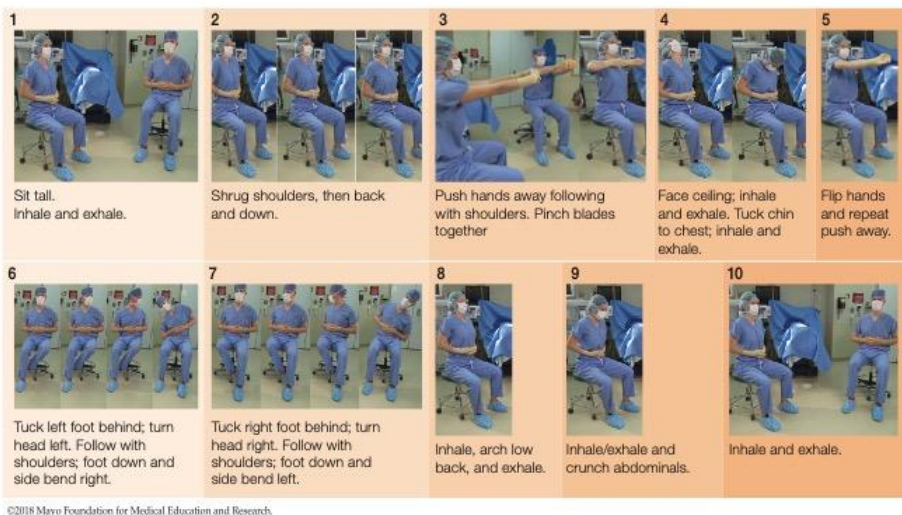 1
Sit tall.
Inhale and exhale.
2
Shrug shoulders, then back
and down.
3
Push hands away following
with shoulders. Pinch blades
together
4
Face ceiling; inhale
and exhale. Tuck chin
to chest; inhale and
exhale.
5
Flip hands
and repeat
push away.
6
Tuck left foot behind; turn
head left. Follow with
shoulders; foot down and
side bend right.
7
Tuck right foot behind; turn
head right. Follow with
shoulders; foot down and
side bend left.
8
Inhale, arch low
back, and exhale.
9
Inhale/exhale and
crunch abdominals.
10
Inhale and exhale.
©2018 Mayo Foundation for Medical Education and Research.